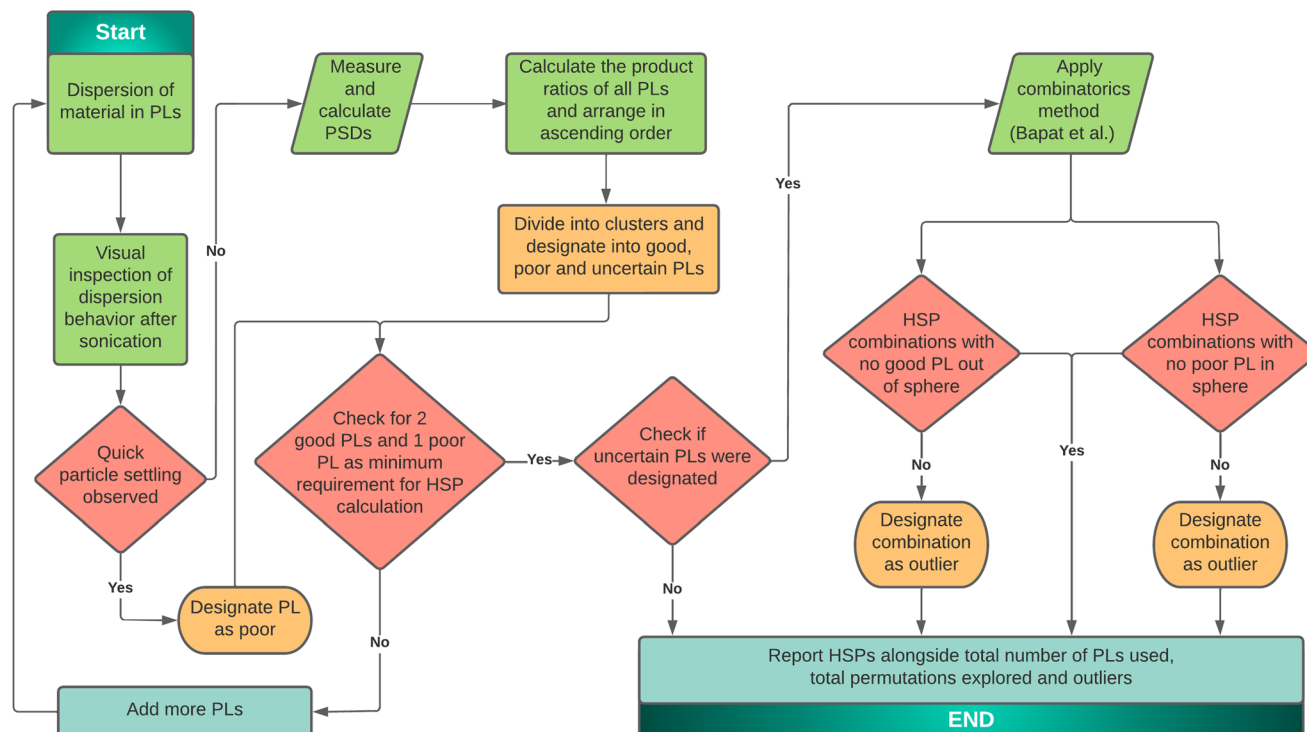 Start
Dispersion of
material in PLs
Visual
inspection of
dispersion
behavior after
sonication
Quick
particle settling
observed
Yes
No
Designate PL
as poor
Measure
and
calculate
PSDs
Calculate the product
ratios of all PLs
and arrange in
ascending order
Divide into clusters and
designate into good,
poor and uncertain PLs
Check for 2
good PLs and 1 poor
PL as minimum
requirement for HSP
calculation
No
Add more PLs
Yes
Check if
uncertain PLs were
designated
No
Yes
Apply
combinatorics
method
(Bapat et al.)
HSP
combinations with
no good PL out
of sphere
HSP
combinations with
no poor PL in
sphere
No
Yes
No
Designate
combination
as outlier
Designate
combination
as outlier
Report HSPs alongside total number of PLs used,
total permutations explored and outliers
END